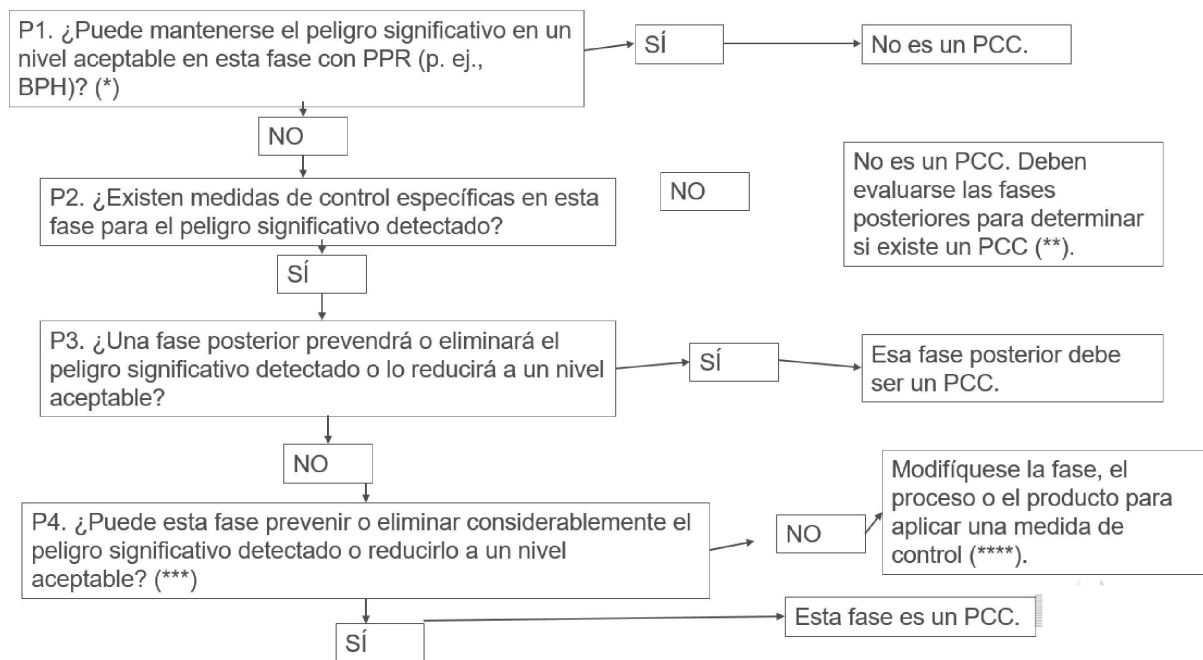 P1. ¿Puede mantenerse el peligro significativo en un
nivel aceptable en esta fase con PPR (p. ej.,
BPH)? (*)
SÍ
No es un PCC.
NO
P2. ¿Existen medidas de control específicas en esta
fase para el peligro significativo detectado?
NO
No es un PCC. Deben
evaluarse las fases
posteriores para determinar
si existe un PCC (**).
SÍ
P3. ¿Una fase posterior prevendrá o eliminará el
peligro significativo detectado o lo reducirá a un nivel
aceptable?
SÍ
Esa fase posterior debe
ser un PCC.
NO
P4. ¿Puede esta fase prevenir o eliminar considerablemente el
peligro significativo detectado o reducirlo a un nivel
aceptable? (***)
NO
Modifíquese la fase, el
proceso o el producto para
aplicar una medida de
control (****).
SÍ
Esta fase es un PCC.